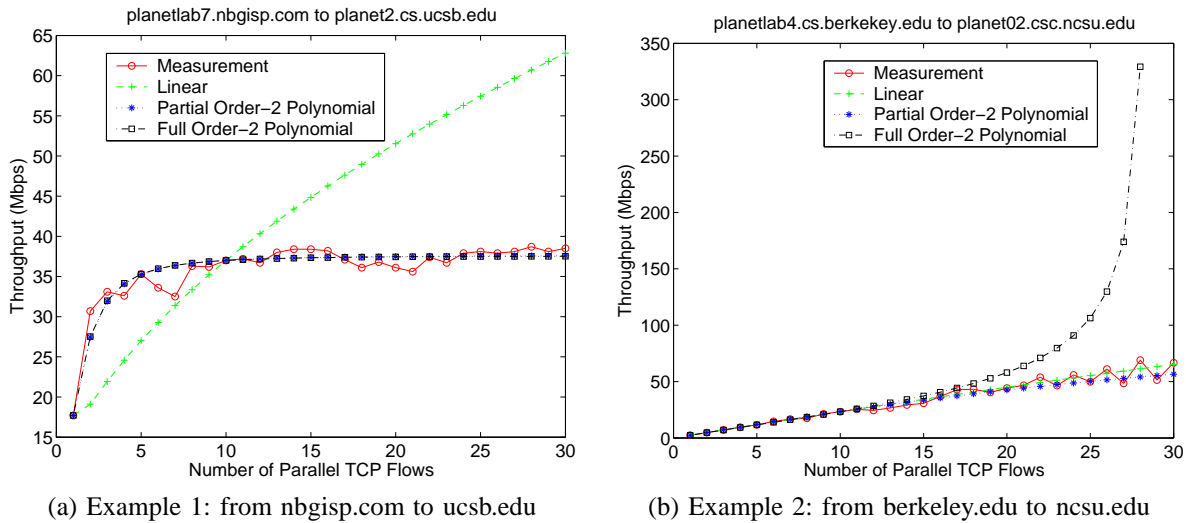 planetlab7.nbgisp.com to planet2.cs.ucsb.edu
65
60
55
50
45
40
35
30
25
20
15
Throughput (Mbps)
Measurement
Linear
Partial Order−2 Polynomial
Full Order−2 Polynomial
0 5 10 15 20 25 30
Number of Parallel TCP Flows
(a) Example 1: from nbgisp.com to ucsb.edu
planetlab4.cs.berkekey.edu to planet02.csc.ncsu.edu
350
300
250
200
150
100
50
0
Throughput (Mbps)
Measurement
Linear
Partial Order−2 Polynomial
Full Order−2 Polynomial
0 5 10 15 20 25 30
Number of Parallel TCP Flows
(b) Example 2: from berkeley.edu to ncsu.edu